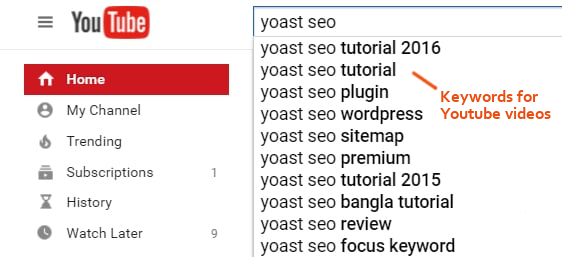 YouTube
Home
My Channel
Trending
Subscriptions 1
History
Watch Later 9
yoast seo
yoast seo tutorial 2016
yoast seo tutorial
yoast seo plugin
yoast seo wordpress
yoast seo sitemap
yoast seo premium
yoast seo tutorial 2015
yoast seo bangla tutorial
yoast seo review
yoast seo focus keyword
Keywords for
Youtube videos